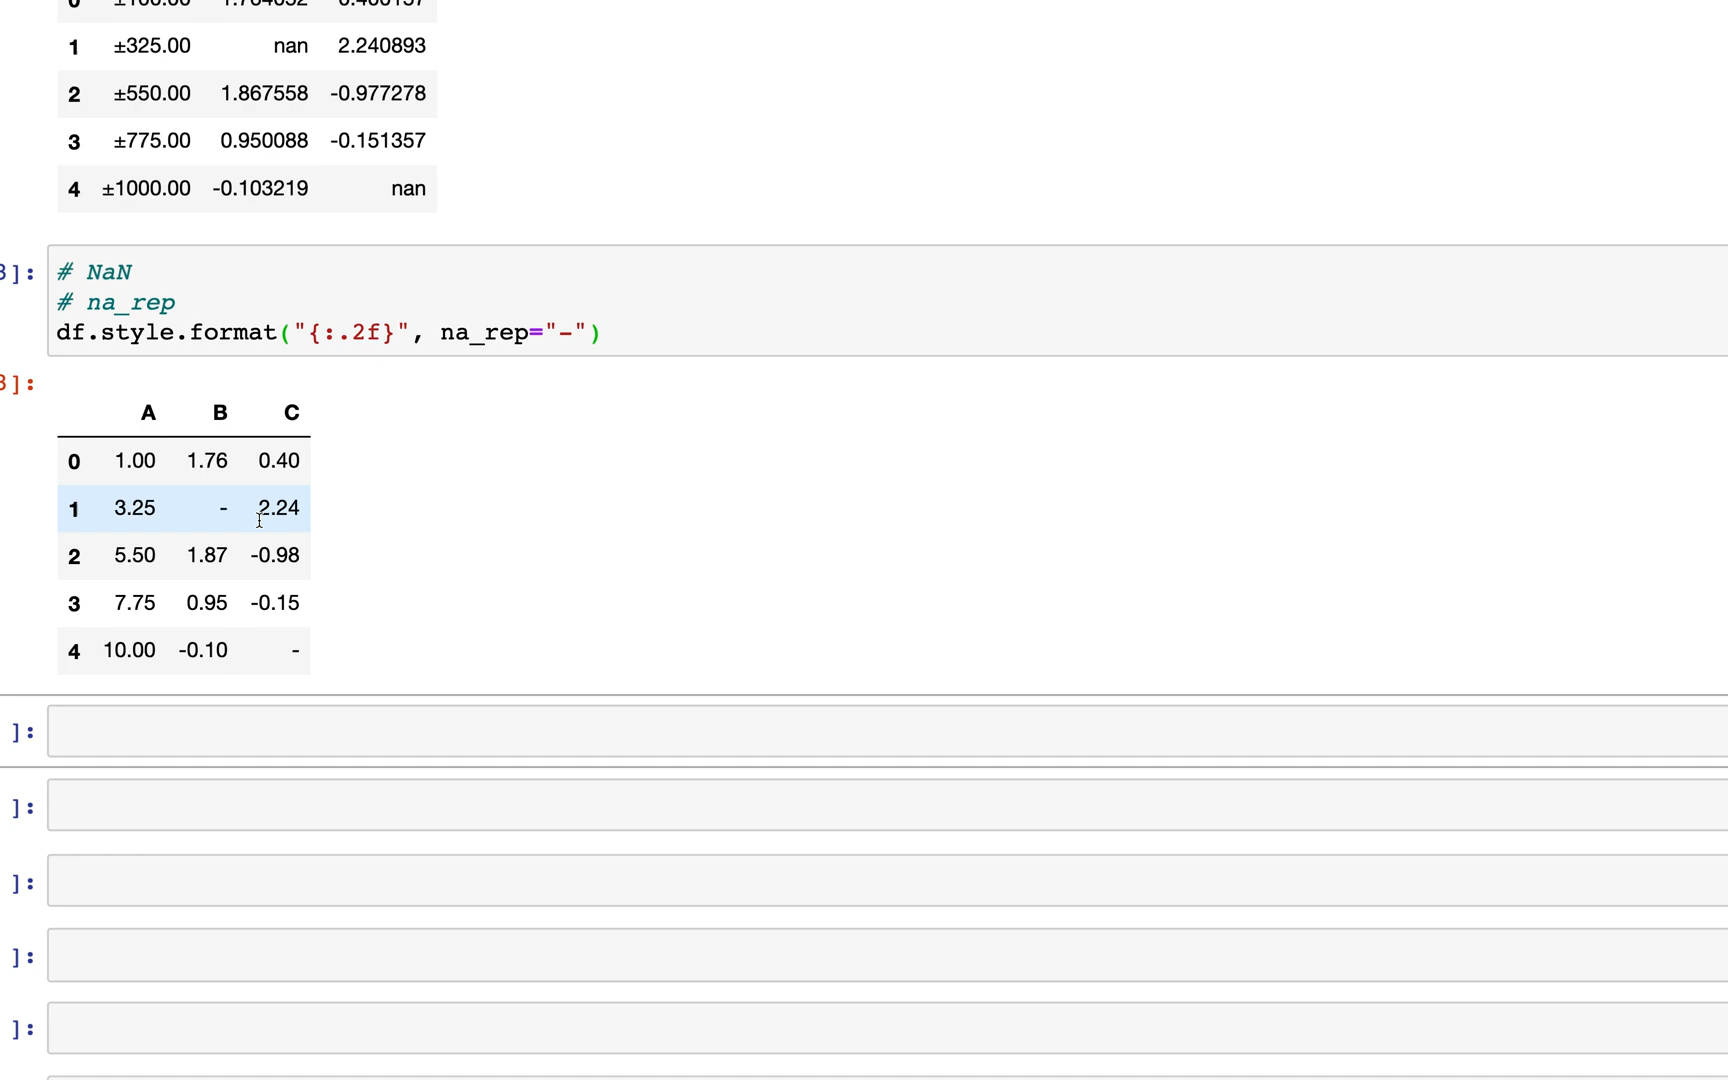 1 ±325.00 nan 2.240893
2 ±550.00 1.867558 -0.977278
3 ±775.00 0.950088 -0.151357
4 ±1000.00 -0.103219 nan
3]: # NaN
# na_rep
df.style.format("{:.2f}", na_rep="-")
3]:
A B C
0 1.00 1.76 0.40
1 3.25 - 2.24
2 5.50 1.87 -0.98
3 7.75 0.95 -0.15
4 10.00 -0.10 -
]:
]:
]:
]:
]: